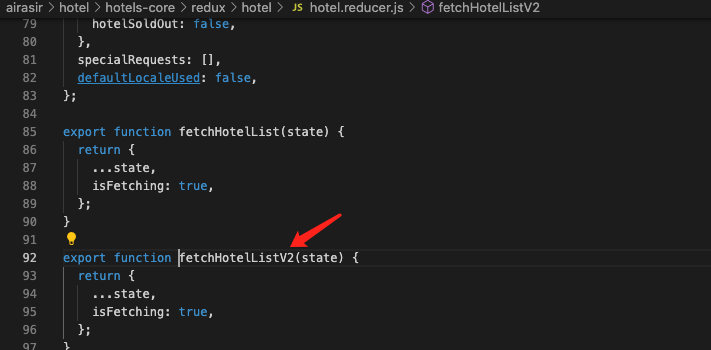 airasir > hotel > hotels-core > redux > hotel > JS hotel.reducer.js > fetchHotelListV2
79 hotelSoldOut: false,
80 },
81 specialRequests: [],
82 defaultLocaleUsed: false,
83 };
84
85 export function fetchHotelList(state) {
86 return {
87 ...state,
88 isFetching: true,
89 };
90 }
91
92 export function fetchHotelListV2(state) {
93 return {
94 ...state,
95 isFetching: true,
96 };
97 }